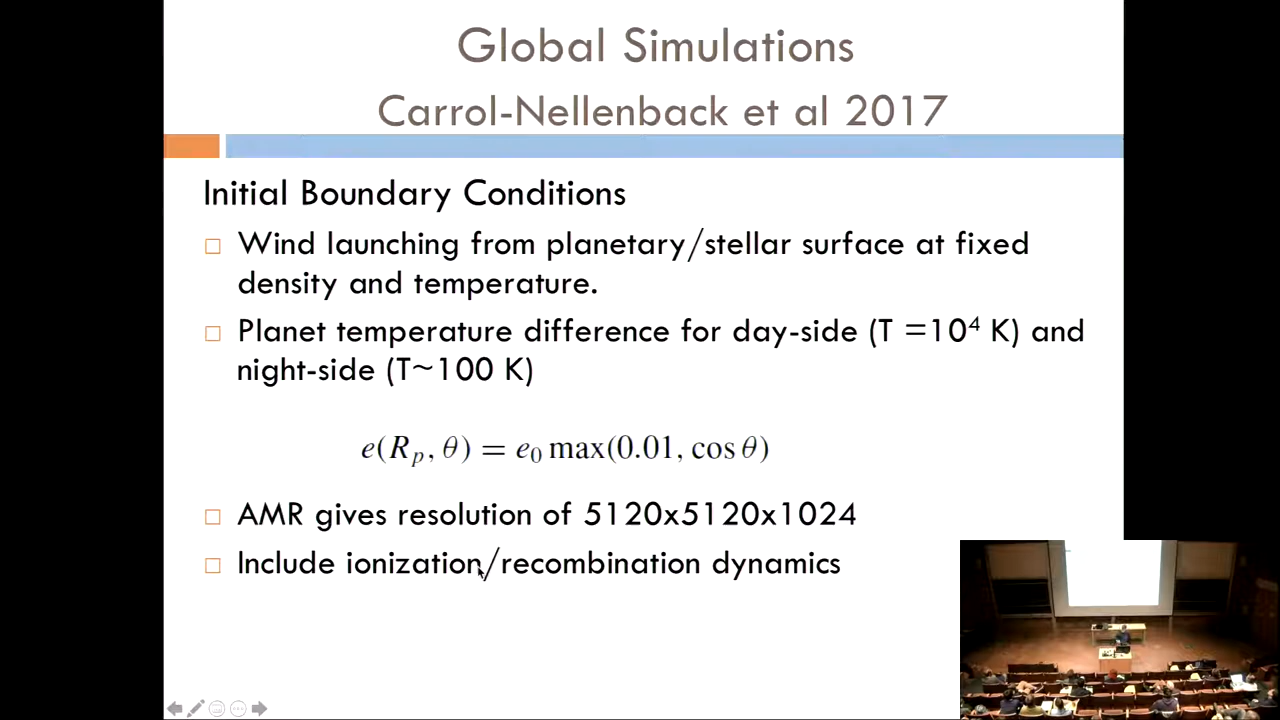 Global Simulations
Carrol-Nellenback et al 2017
Initial Boundary Conditions
Wind launching from planetary/stellar surface at fixed
density and temperature.
Planet temperature difference for day-side (T =10⁴ K) and
night-side (T~100 K)
e(Rₚ, θ) = e₀ max(0.01, cos θ)
AMR gives resolution of 5120x5120x1024
Include ionization/recombination dynamics